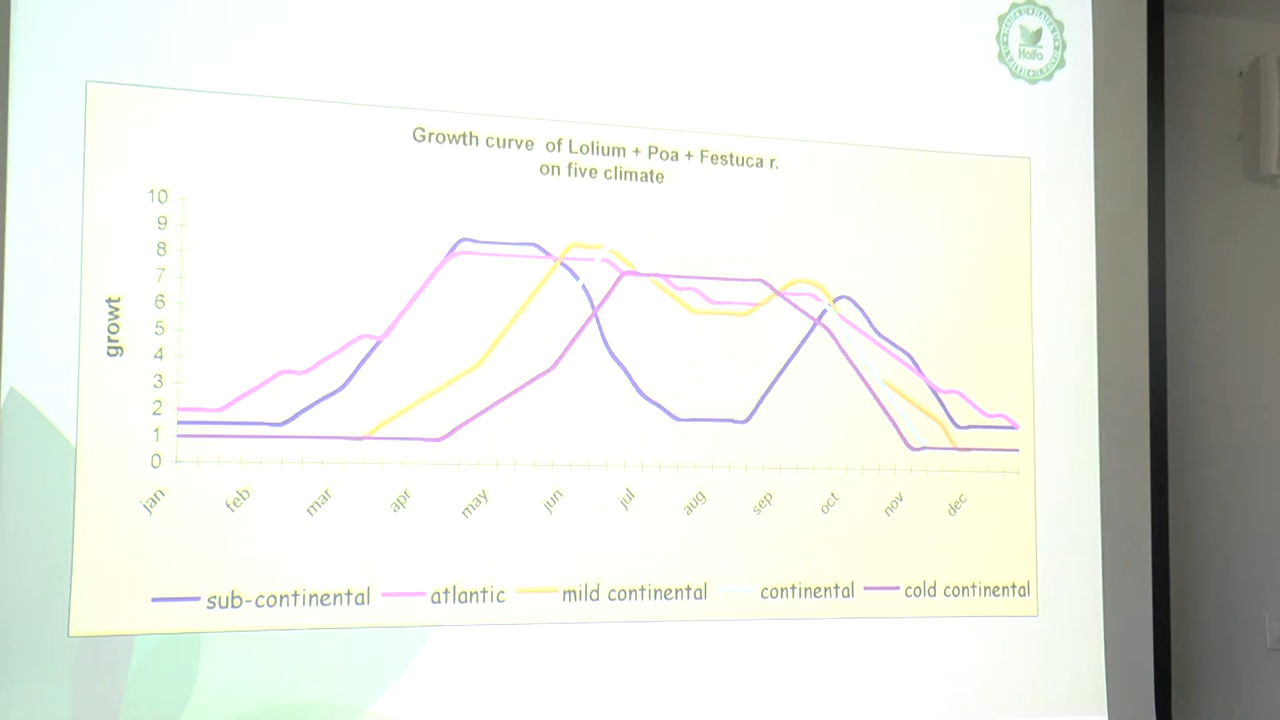 Haifa
Growth curve of Lolium + Poa + Festuca r.
on five climate
10
9
8
7
6
5
4
3
2
1
0
growt
jan feb mar apr may jun jul aug sep oct nov dec
sub-continental atlantic mild continental continental cold continental